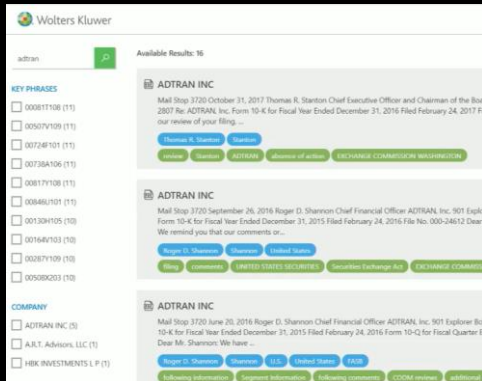 Wolters Kluwer
adtran
Available Results: 16
KEY PHRASES
00081T108 (11)
00507V109 (11)
00724F101 (11)
00738A106 (11)
00817Y108 (11)
00846U101 (11)
00130H105 (10)
00164V103 (10)
00287Y109 (10)
00508X203 (10)
COMPANY
ADTRAN INC (5)
A.R.T. Advisors, LLC (1)
HBK INVESTMENTS L P (1)
ADTRAN INC
Mail Stop 3720 October 31, 2017 Thomas R. Stanton Chief Executive Officer and Chairman of the Boa
2807 Re: ADTRAN, Inc. Form 10-K for Fiscal Year Ended December 31, 2016 Filed February 24, 2017 F
our review of your filing. ...
Thomas R. Stanton Stanton
review Stanton ADTRAN absence of action EXCHANGE COMMISSION WASHINGTON
ADTRAN INC
Mail Stop 3720 September 26, 2016 Roger D. Shannon Chief Financial Officer ADTRAN, Inc. 901 Explo
Form 10-K for Fiscal Year Ended December 31, 2015 Filed February 24, 2016 File No. 000-24612 Dear
We remind you that our comments or...
Roger D. Shannon Shannon United States
filing comments UNITED STATES SECURITIES Securities Exchange Act EXCHANGE COMMISS
ADTRAN INC
Mail Stop 3720 June 20, 2016 Roger D. Shannon Chief Financial Officer ADTRAN, Inc. 901 Explorer Bo
10-K for Fiscal Year Ended December 31, 2015 Filed February 24, 2016 Form 10-Q for Fiscal Quarter E
Dear Mr. Shannon: We have ...
Roger D. Shannon Shannon U.S. United States FASB
following information Segment Information following comments CODM reviews additional